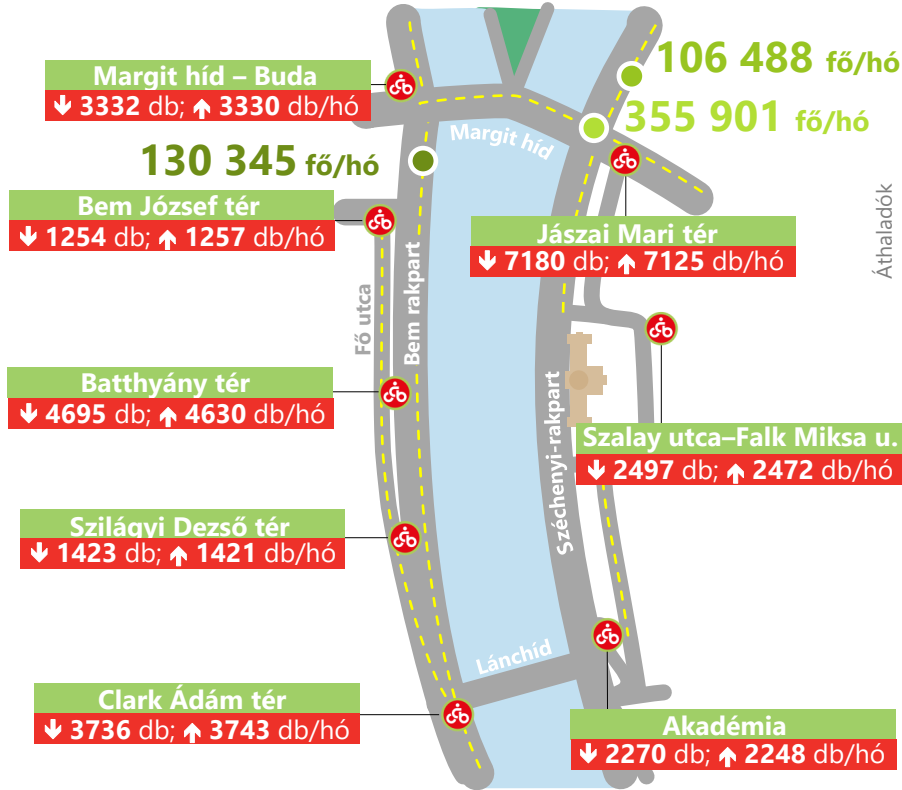 106 488 fő/hó
Margit híd – Buda
↓ 3332 db; ↑ 3330 db/hó
355 901 fő/hó
Margit híd
130 345 fő/hó
Bem József tér
↓ 1254 db; ↑ 1257 db/hó
Jászai Mari tér
↓ 7180 db; ↑ 7125 db/hó
Áthaladók
Fő utca
Bem rakpart
Batthyány tér
↓ 4695 db; ↑ 4630 db/hó
Széchenyi-rakpart
Szalay utca–Falk Miksa u.
↓ 2497 db; ↑ 2472 db/hó
Szilágyi Dezső tér
↓ 1423 db; ↑ 1421 db/hó
Lánchíd
Clark Ádám tér
↓ 3736 db; ↑ 3743 db/hó
Akadémia
↓ 2270 db; ↑ 2248 db/hó